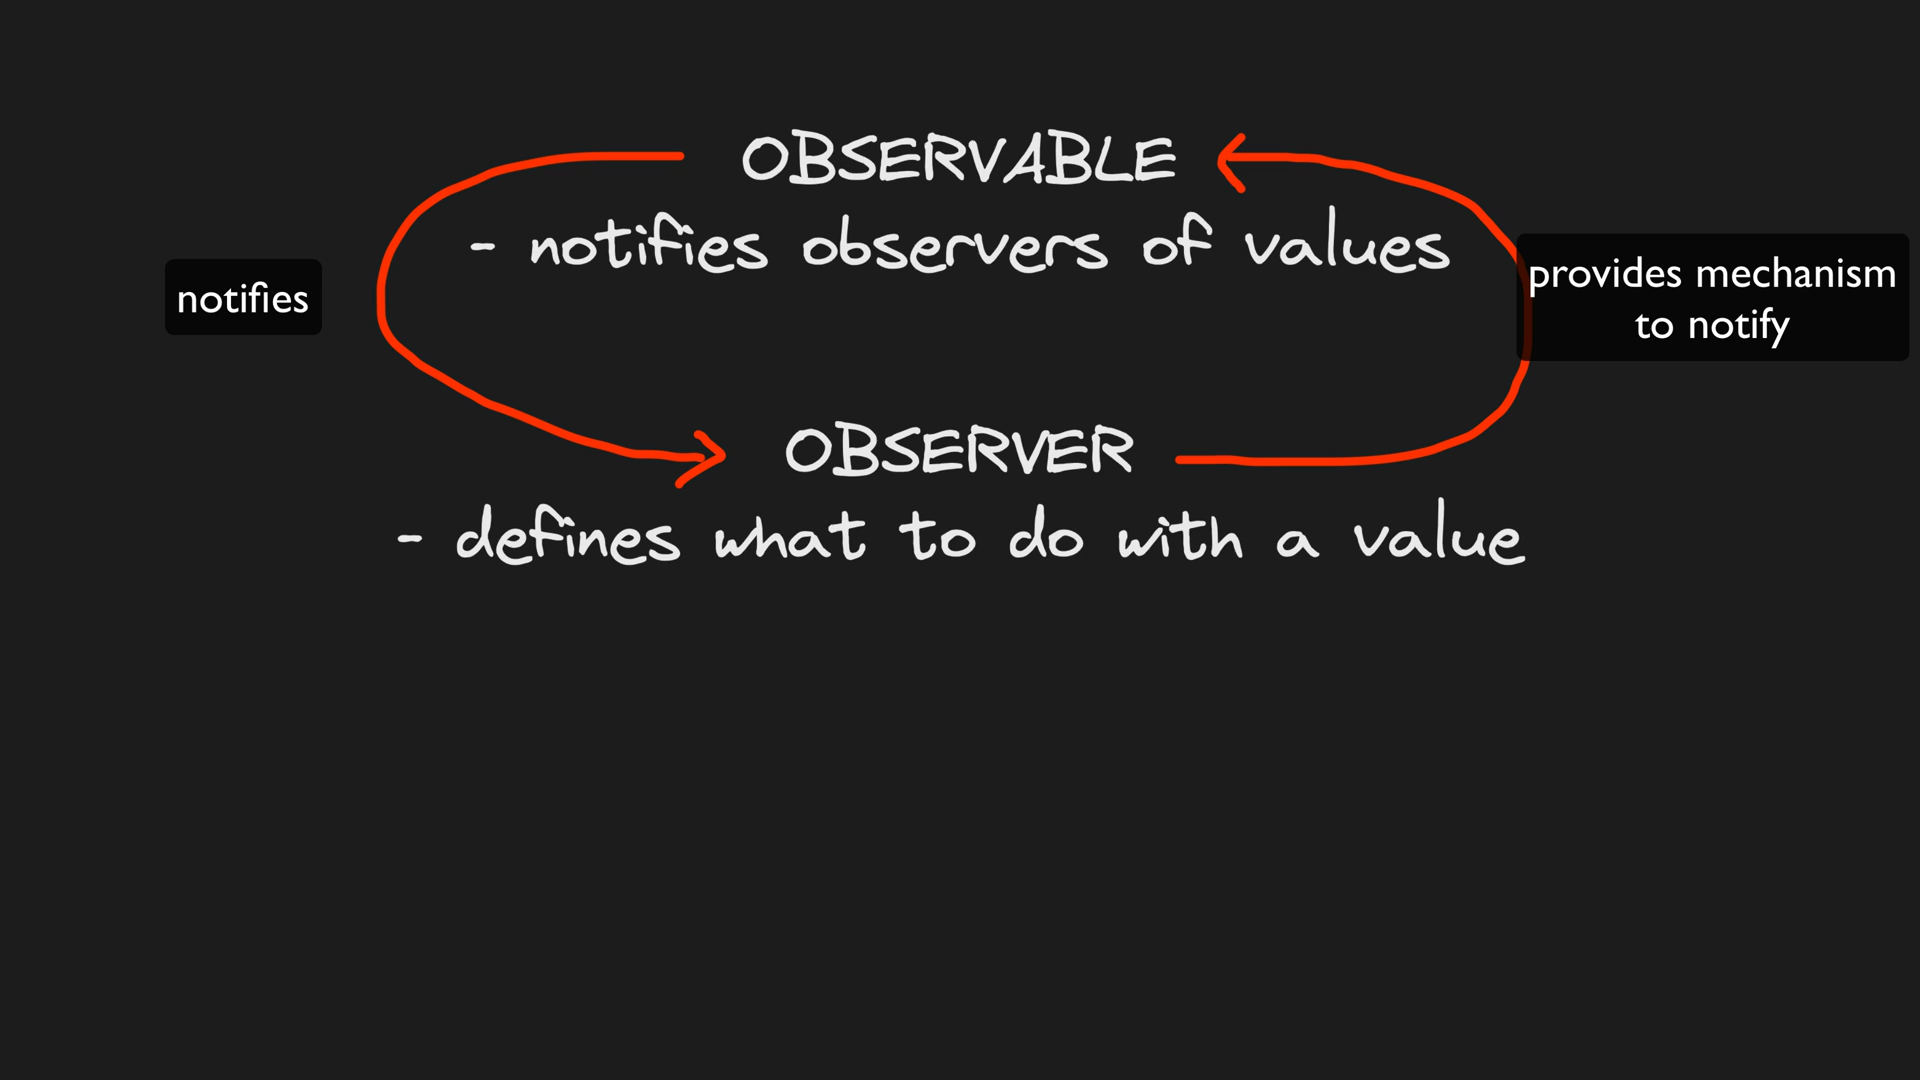 OBSERVABLE
- notifies observers of values
notifies
provides mechanism
to notify
OBSERVER
- defines what to do with a value